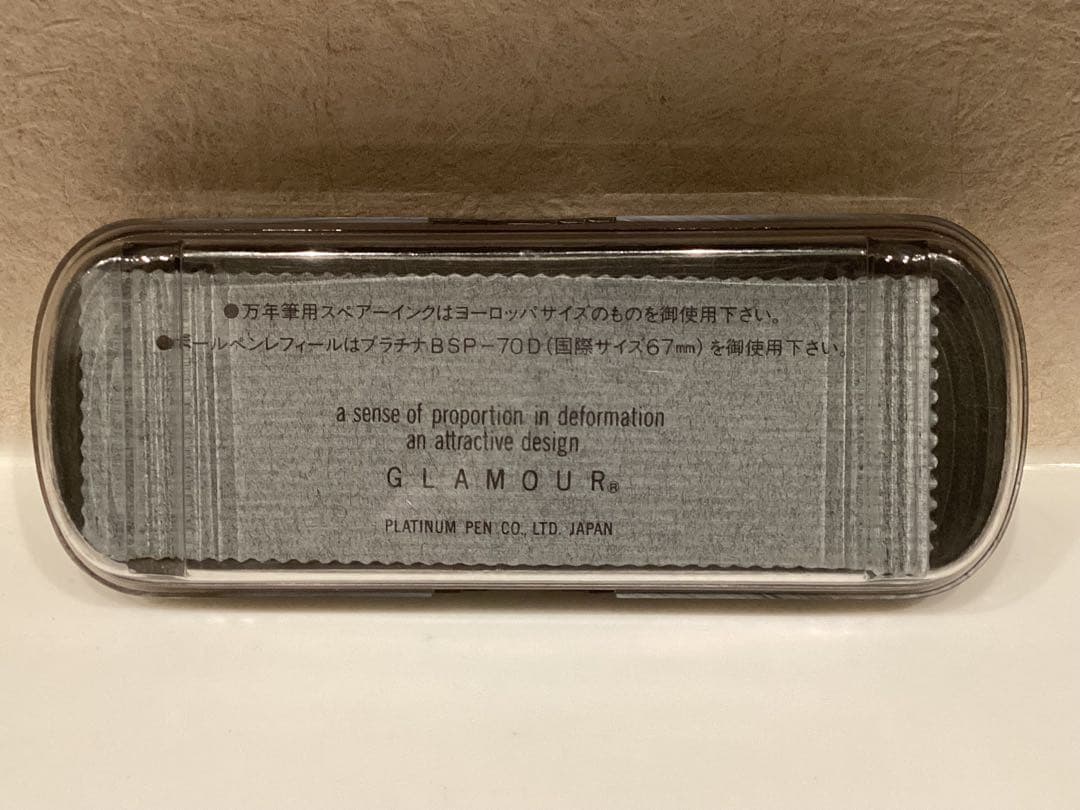 ●万年筆用スペアーインクはヨーロッパサイズのものを御使用下さい。
●ボールペンレフィールはプラチナBSP-70D(国際サイズ67㎜)を御使用下さい。
a sense of proportion in deformation
an attractive design
GLAMOUR®
PLATINUM PEN CO., LTD. JAPAN